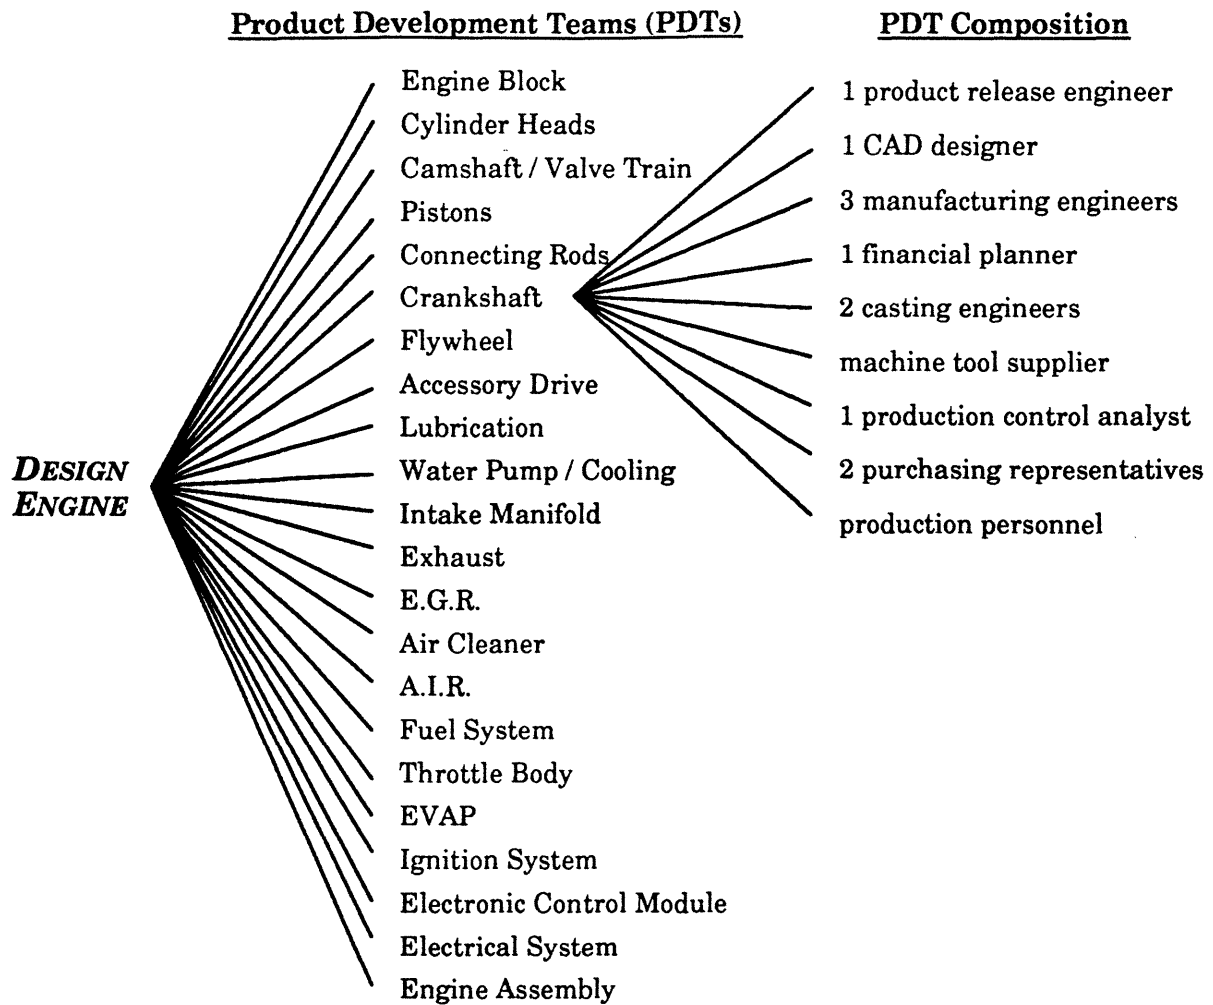 Product Development Teams (PDTs)
PDT Composition
DESIGN
ENGINE
Engine Block
Cylinder Heads
Camshaft / Valve Train
Pistons
Connecting Rods
Crankshaft
Flywheel
Accessory Drive
Lubrication
Water Pump / Cooling
Intake Manifold
Exhaust
E.G.R.
Air Cleaner
A.I.R.
Fuel System
Throttle Body
EVAP
Ignition System
Electronic Control Module
Electrical System
Engine Assembly
1 product release engineer
1 CAD designer
3 manufacturing engineers
1 financial planner
2 casting engineers
machine tool supplier
1 production control analyst
2 purchasing representatives
production personnel